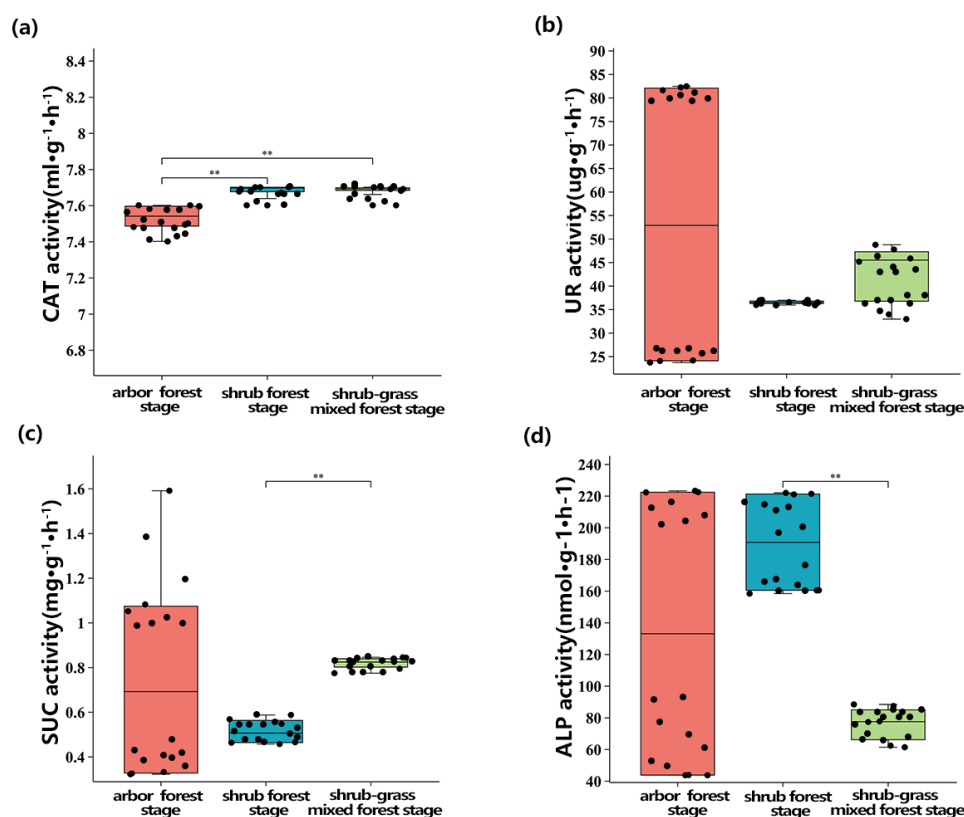 (a)
CAT activity(ml•g⁻¹•h⁻¹)
8.4
8.2
8
7.8
7.6
7.4
7.2
7
6.8
**
**
arbor forest
stage
shrub forest
stage
shrub-grass
mixed forest stage
(b)
UR activity(ug•g⁻¹•h⁻¹)
90
85
80
75
70
65
60
55
50
45
40
35
30
25
arbor forest
stage
shrub forest
stage
shrub-grass
mixed forest stage
(c)
SUC activity(mg•g⁻¹•h⁻¹)
1.6
1.4
1.2
1
0.8
0.6
0.4
**
arbor forest
stage
shrub forest
stage
shrub-grass
mixed forest stage
(d)
ALP activity(nmol•g-1•h-1)
240
220
200
180
160
140
120
100
80
60
40
**
arbor forest
stage
shrub forest
stage
shrub-grass
mixed forest stage